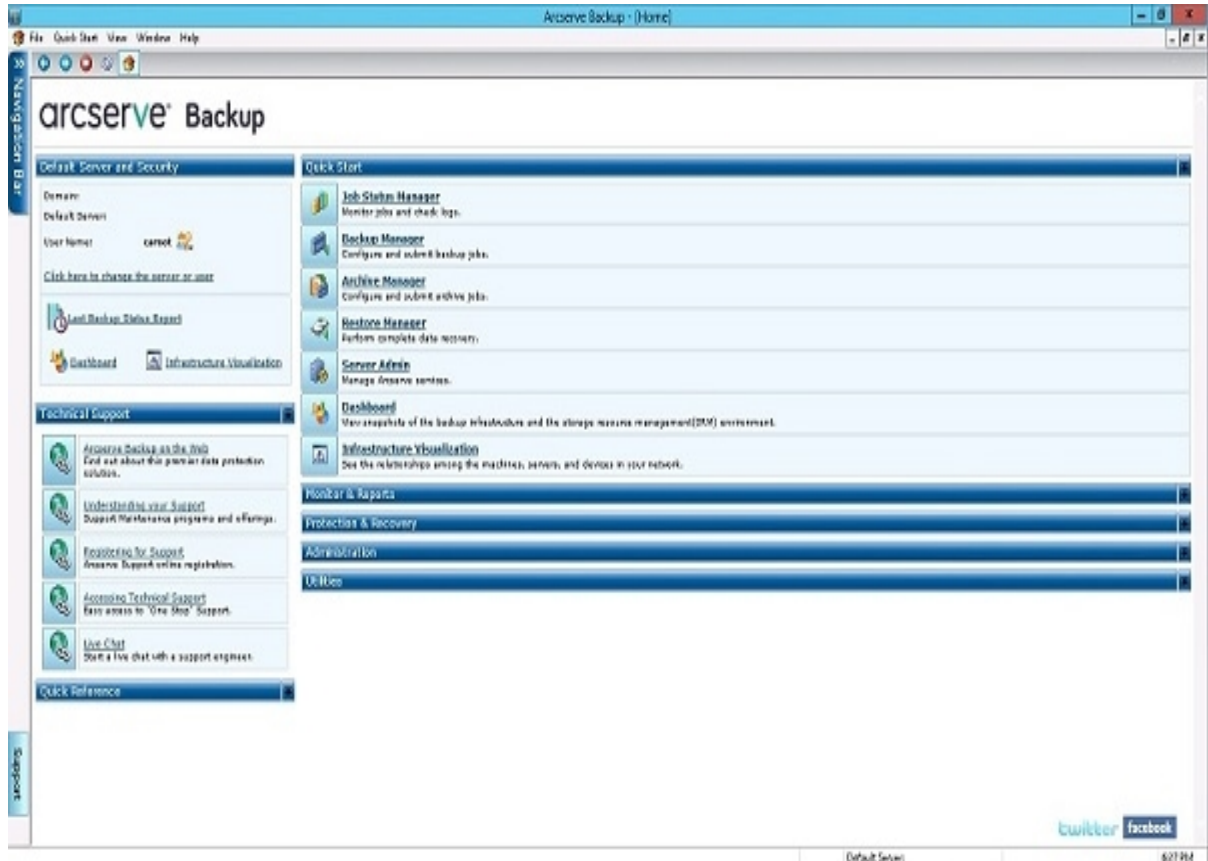 Arcserve Backup - [Home]
File Quick Start View Window Help
Navigation Bar
arcserve Backup
Default Server and Security
Domain:
Default Server:
User Name: carrot
Click here to change the server or user
Last Backup Status Report
Dashboard Infrastructure Visualization
Technical Support
Arcserve Backup on the Web
Find out about this premier data protection
solution.
Understanding your Support
Support Maintenance programs and offerings.
Registering for Support
Arcserve Support online registration.
Accessing Technical Support
Easy access to "One Stop" Support.
Live Chat
Start a live chat with a support engineer.
Quick Reference
Support
Quick Start
Job Status Manager
Monitor jobs and check logs.
Backup Manager
Configure and submit backup jobs.
Archive Manager
Configure and submit archive jobs.
Restore Manager
Perform complete data recovery.
Server Admin
Manage Arcserve services.
Dashboard
View snapshots of the backup infrastructure and the storage resource management(SRM) environment.
Infrastructure Visualization
See the relationships among the machines, servers, and devices in your network.
Monitor & Reports
Protection & Recovery
Administration
Utilities
twitter facebook
Default Server: 6:27 PM